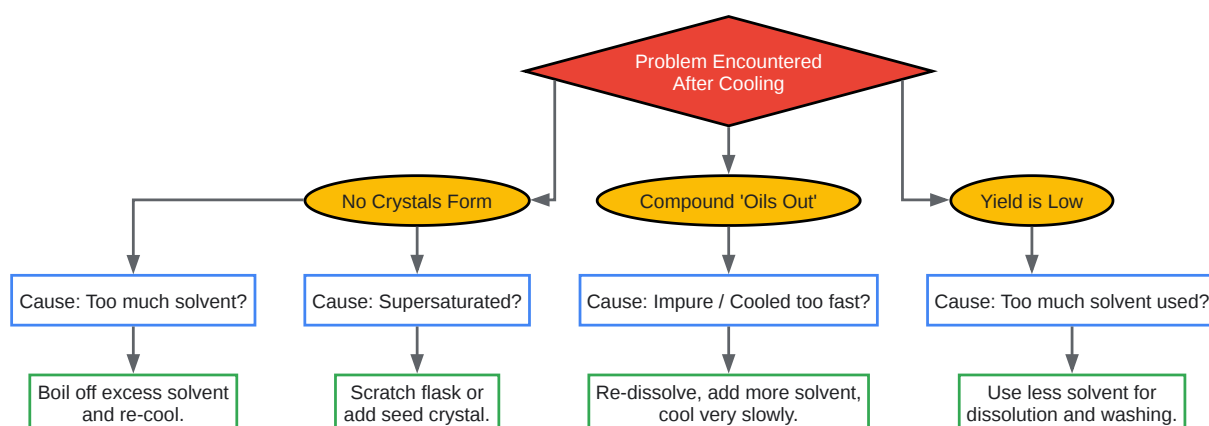 Problem Encountered
After Cooling
No Crystals Form
Compound 'Oils Out'
Yield is Low
Cause: Too much solvent?
Cause: Supersaturated?
Cause: Impure / Cooled too fast?
Cause: Too much solvent used?
Boil off excess solvent
and re-cool.
Scratch flask or
add seed crystal.
Re-dissolve, add more solvent,
cool very slowly.
Use less solvent for
dissolution and washing.